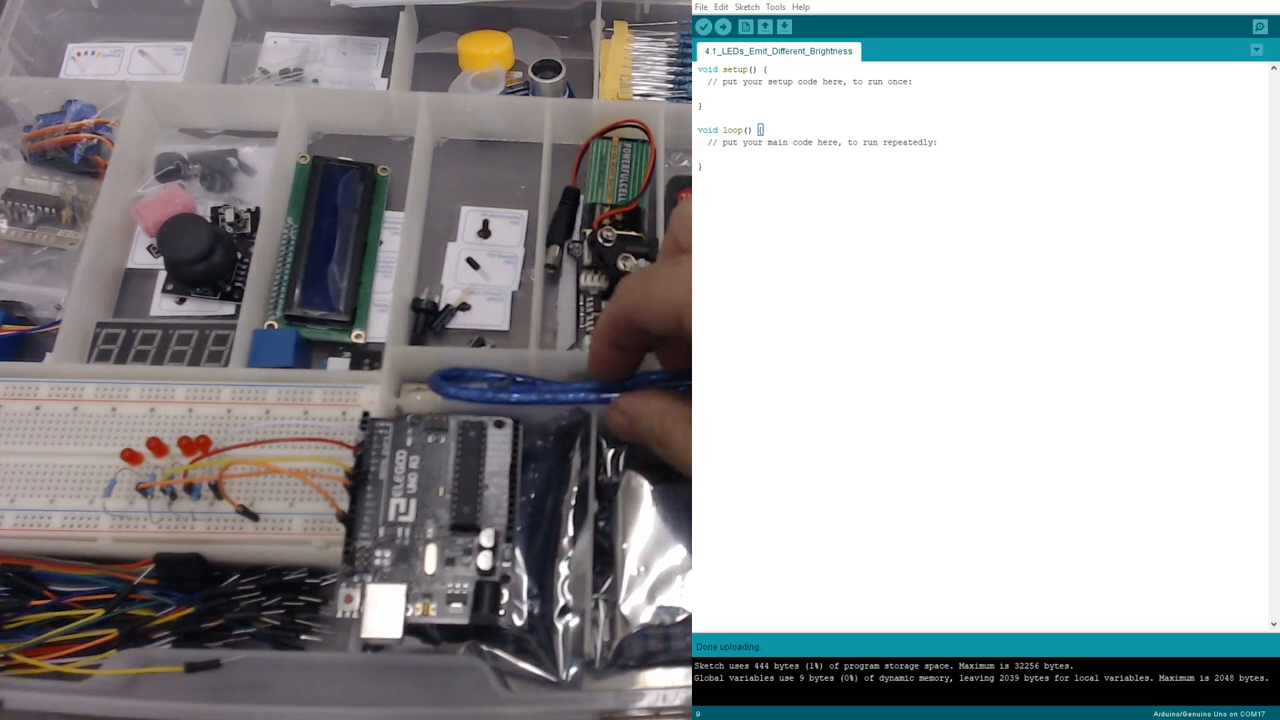 File Edit Sketch Tools Help
4.1_LEDs_Emit_Different_Brightness
void setup() {
// put your setup code here, to run once:
}
void loop() {
// put your main code here, to run repeatedly:
}
Done uploading.
Sketch uses 444 bytes (1%) of program storage space. Maximum is 32256 bytes.
Global variables use 9 bytes (0%) of dynamic memory, leaving 2039 bytes for local variables. Maximum is 2048 bytes.
9
Arduino/Genuino Uno on COM17
POWERFULCELL
ELEGOO
UNO R3